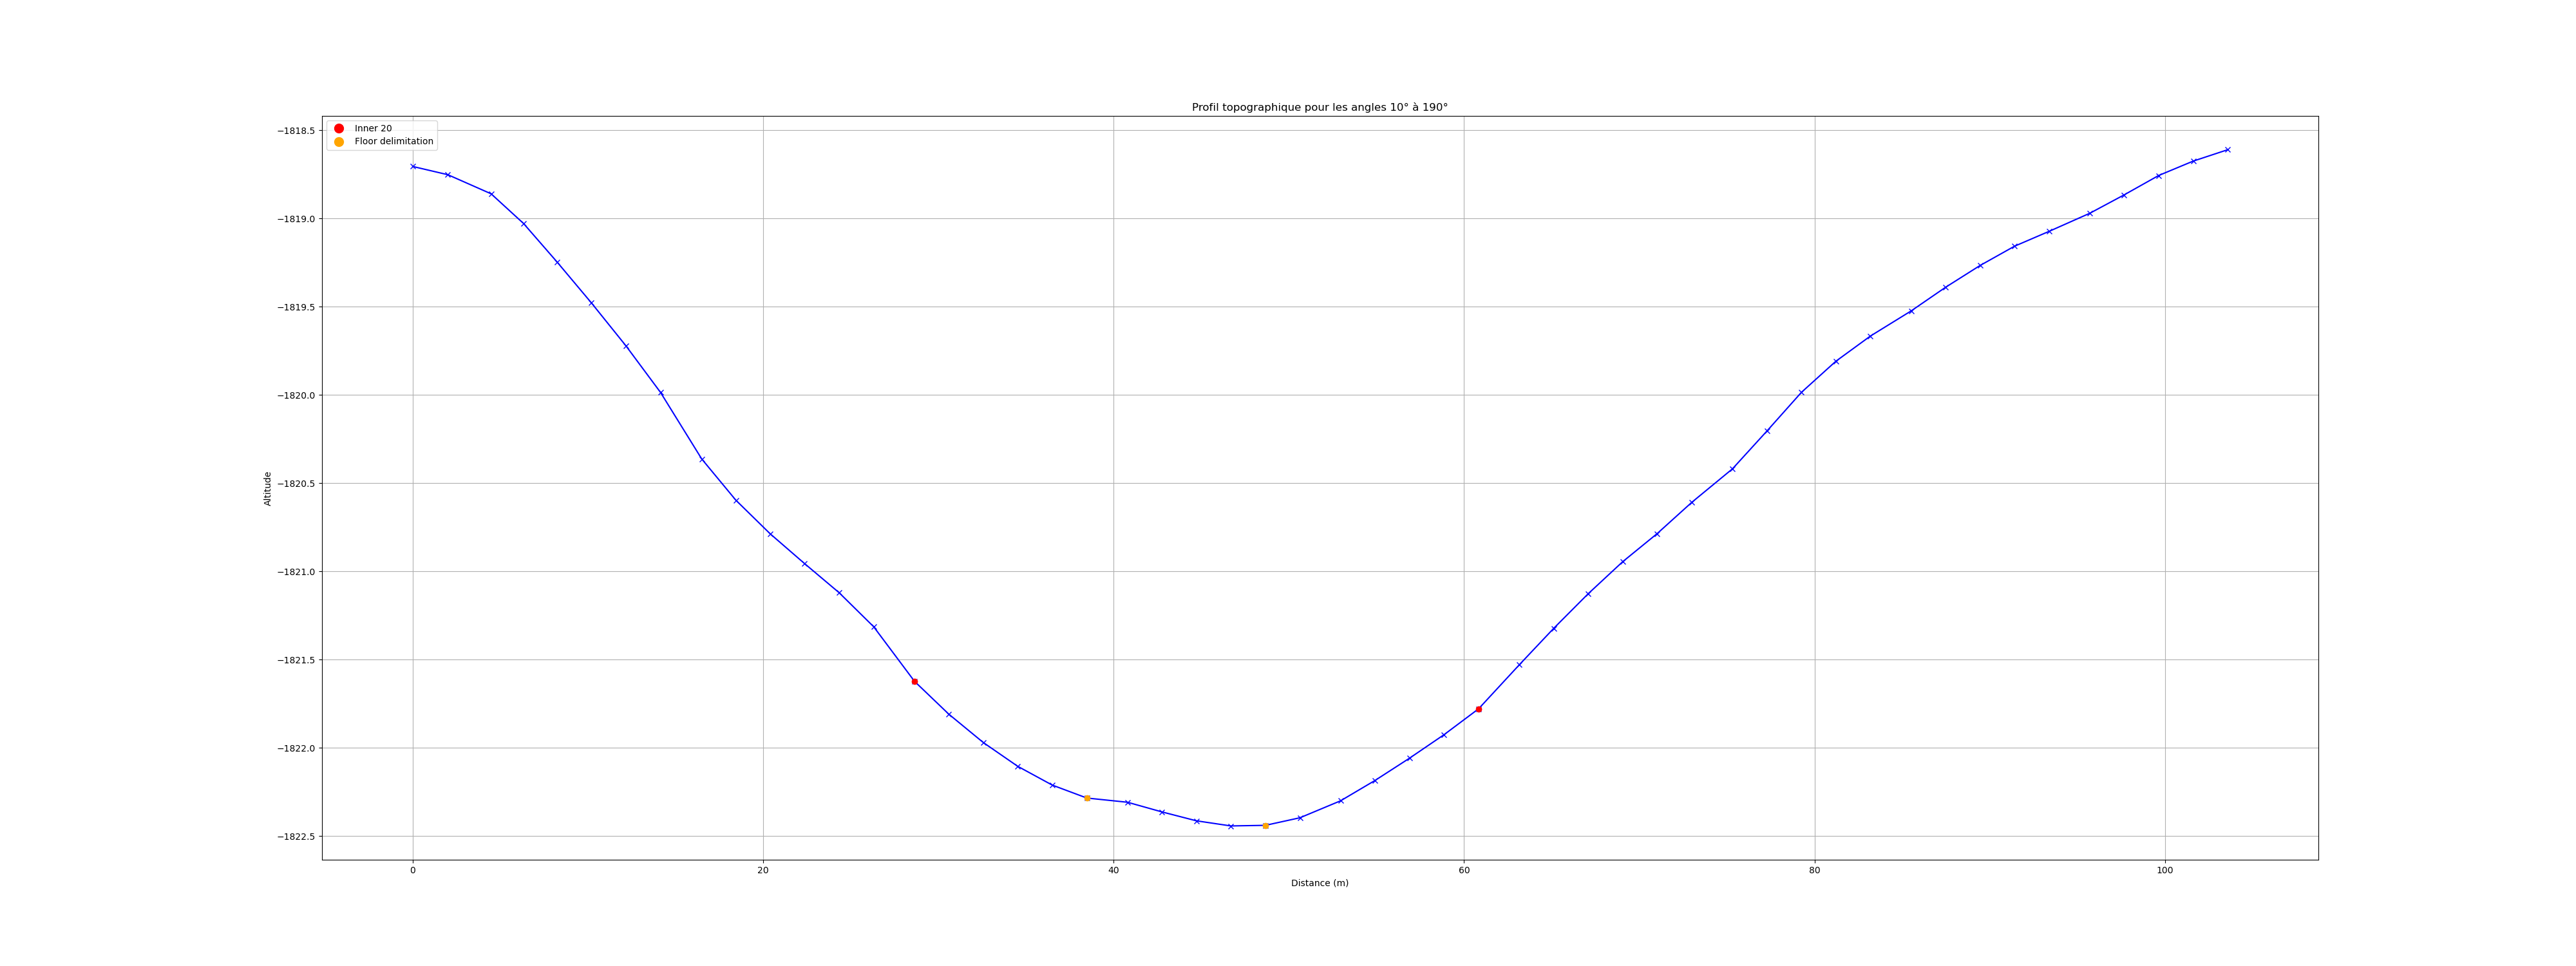 Profil topographique pour les angles 10° à 190°
Inner 20
Floor delimitation
−1818.5
−1819.0
−1819.5
−1820.0
−1820.5
−1821.0
−1821.5
−1822.0
−1822.5
Altitude
0 20 40 60 80 100
Distance (m)